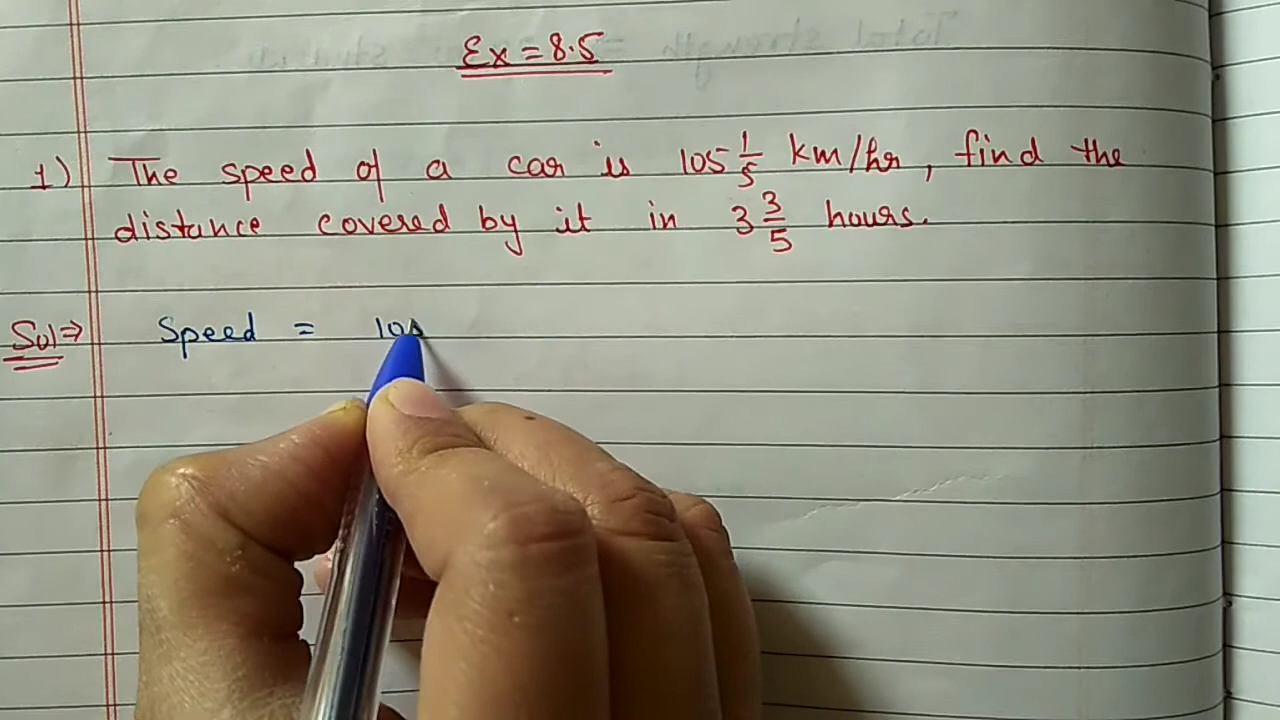 Ex = 8.5
1) The speed of a car is 105 1/5 km/hr, find the
distance covered by it in 3 3/5 hours.
Sol⇒ Speed = 10